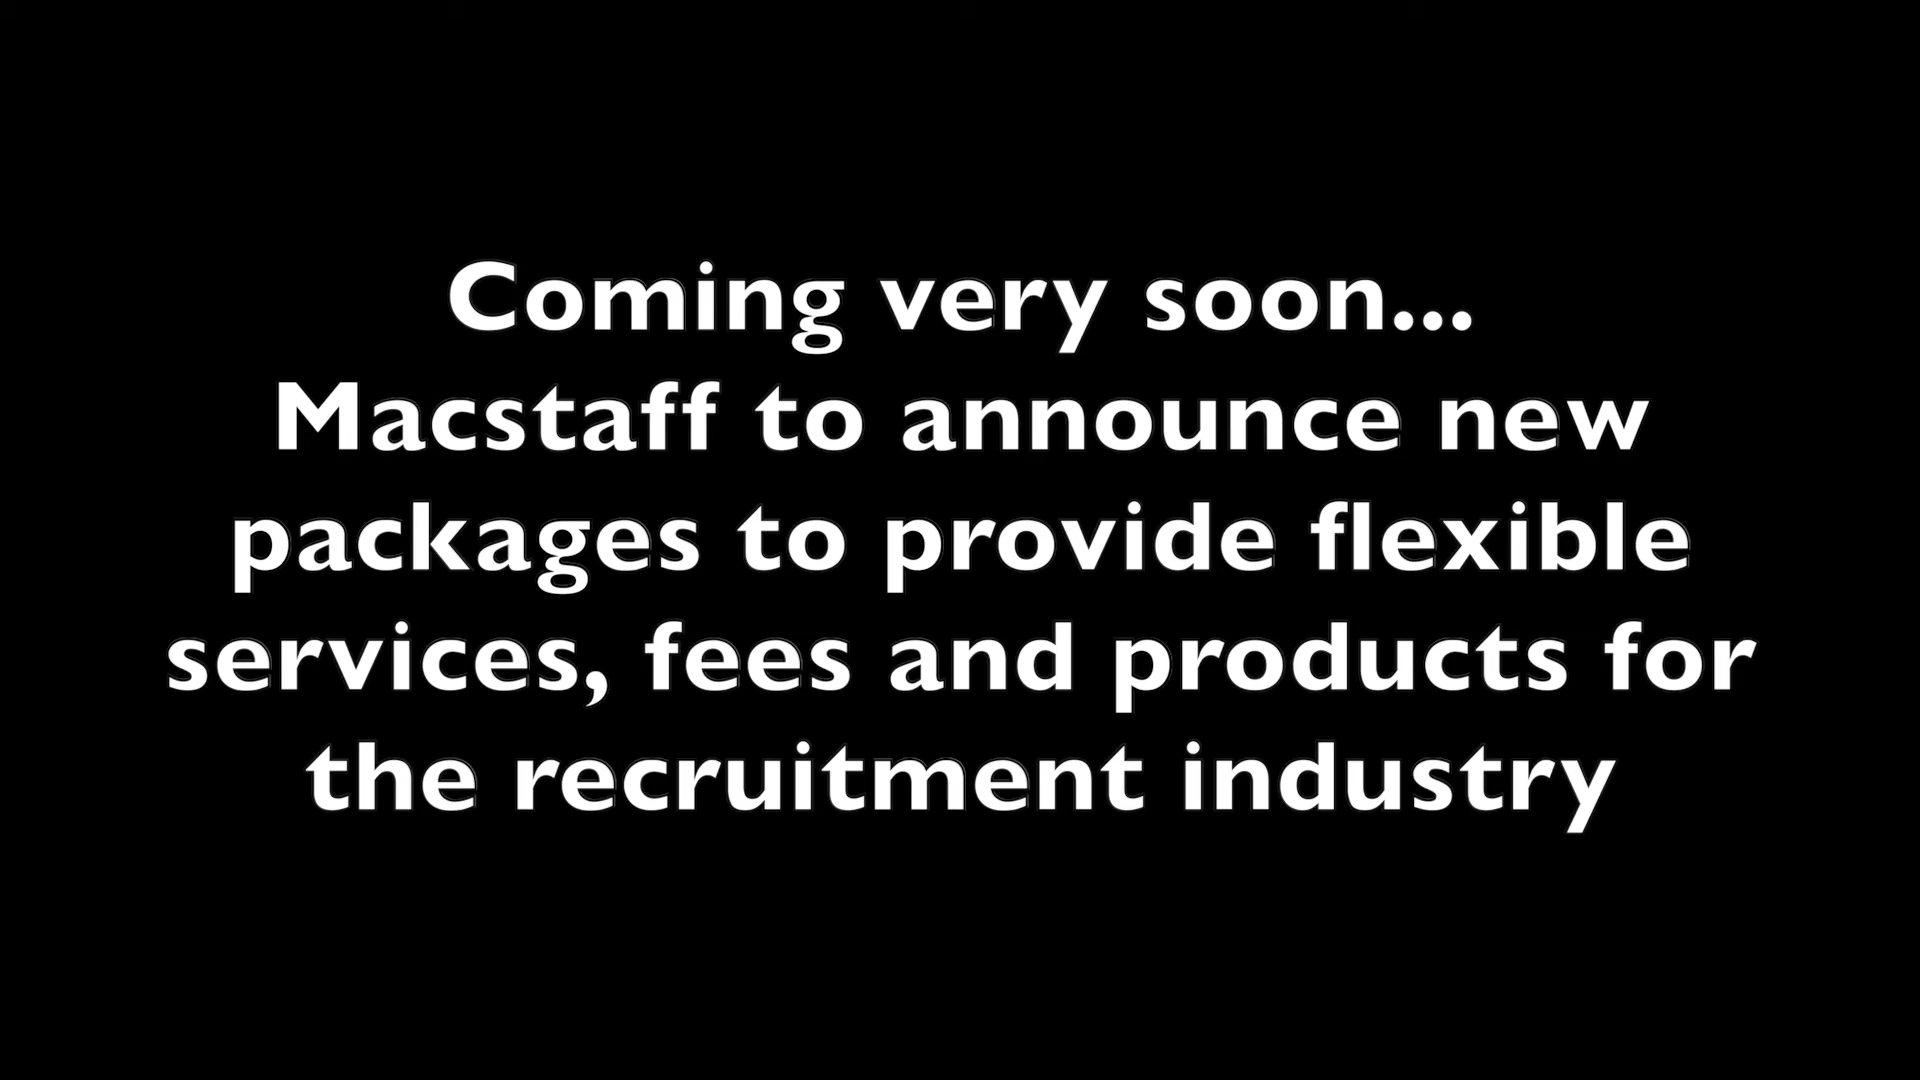 Coming very soon...
Macstaff to announce new
packages to provide flexible
services, fees and products for
the recruitment industry